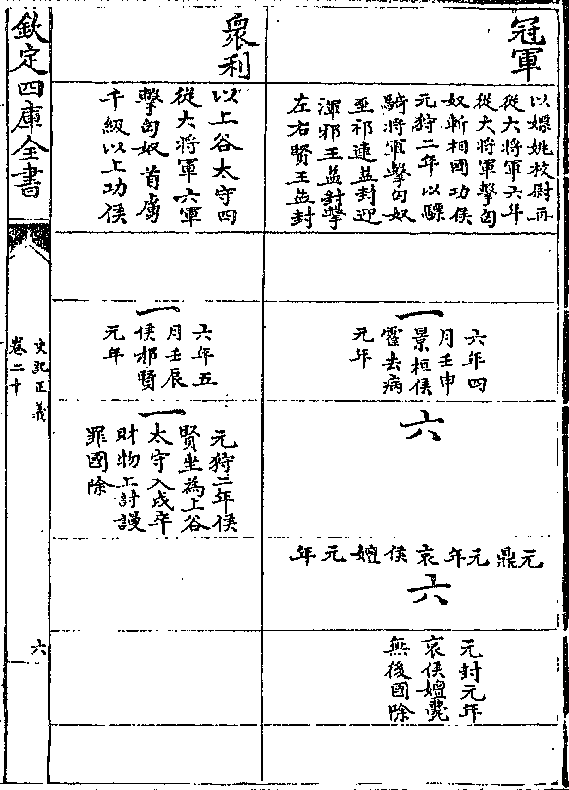 冠軍
以嫖姚校尉再
從大將軍六年
從大將軍擊匈
奴斬相國功侯
元狩二年以驃
騎將軍擊匈奴
至祁連益封迎
渾邪王益封擊
左右賢王益封
一
六年四
月壬申
景桓侯
霍去病
元年
六
元鼎元年哀侯嬗元年
六
元封元年
哀侯嬗薨
無後國除
衆利
以上谷太守四
從大將軍六軍
擊匈奴首虜
千級以上功侯
一
六年五
月壬辰
侯郝賢
元年
一
元狩二年侯
賢坐為上谷
太守入戍卒
財物上計謾
罪國除
欽定四庫全書
史記正義
卷二十
六